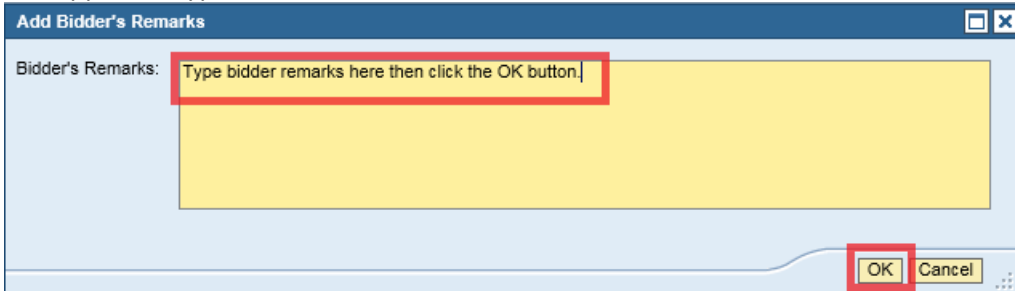 Add Bidder's Remarks
Bidder's Remarks: Type bidder remarks here then click the OK button.
OK Cancel